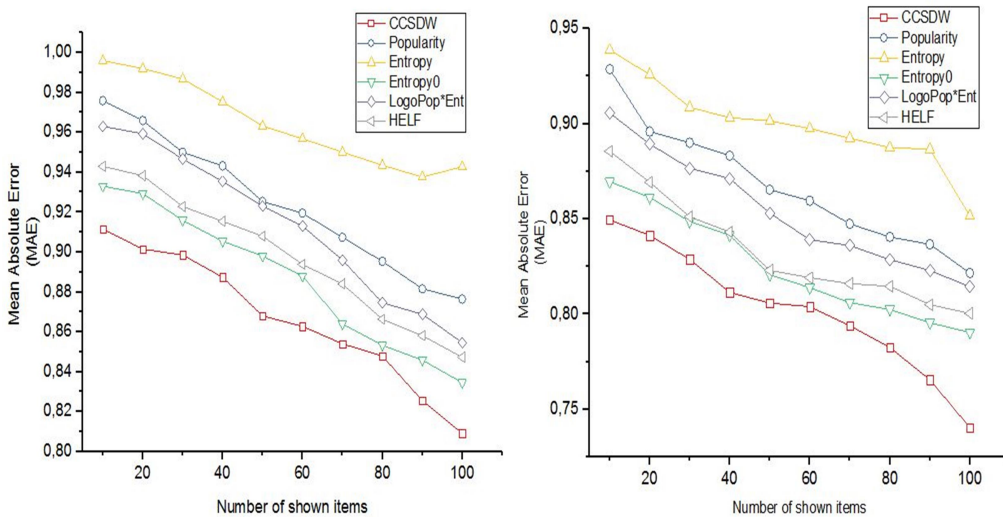 CCSDW
Popularity
Entropy
Entropy0
LogoPop*Ent
HELF
1,00
0,98
0,96
0,94
0,92
0,90
0,88
0,86
0,84
0,82
0,80
Mean Absolute Error
(MAE)
20
40
60
80
100
Number of shown items
CCSDW
Popularity
Entropy
Entropy0
LogoPop*Ent
HELF
0,95
0,90
0,85
0,80
0,75
Mean Absolute Error
(MAE)
20
40
60
80
100
Number of shown items